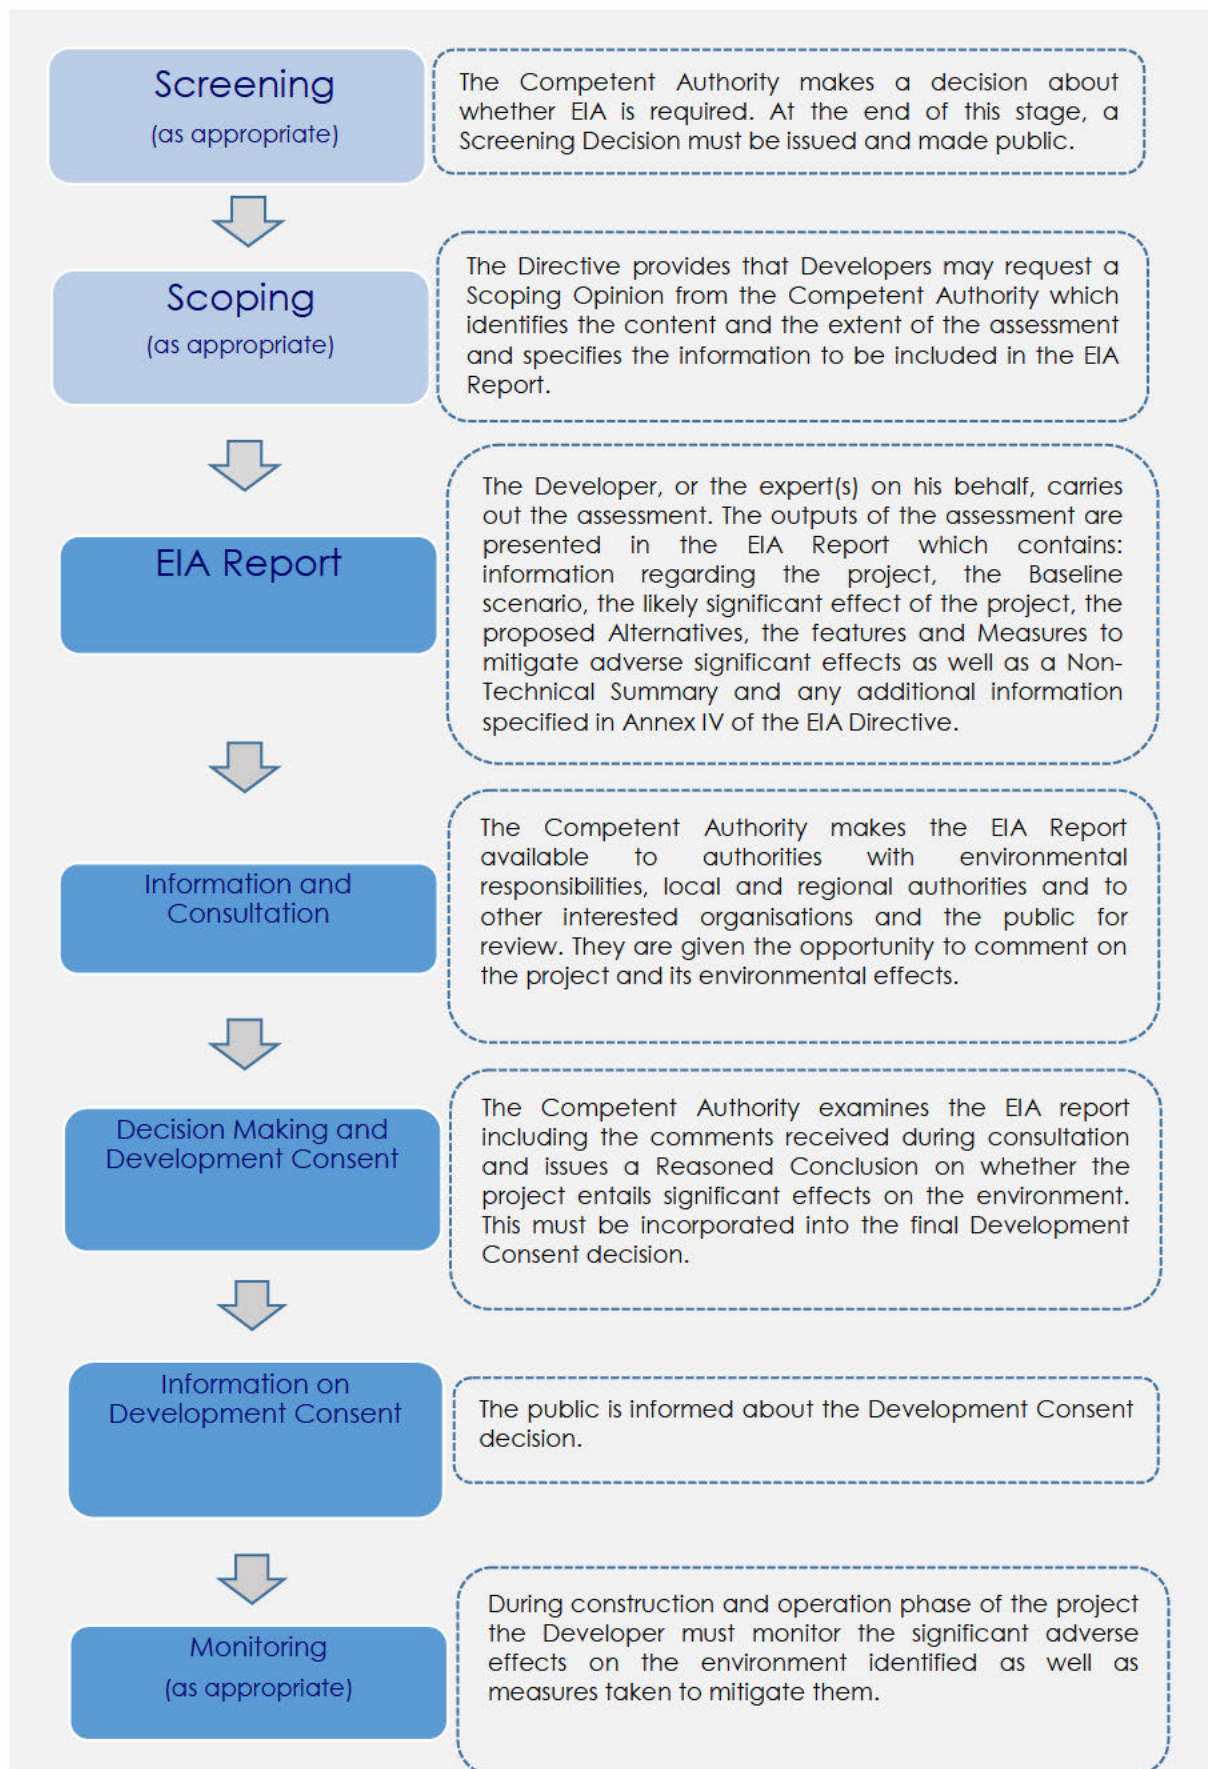 Screening
(as appropriate)
The Competent Authority makes a decision about
whether EIA is required. At the end of this stage, a
Screening Decision must be issued and made public.
Scoping
(as appropriate)
The Directive provides that Developers may request a
Scoping Opinion from the Competent Authority which
identifies the content and the extent of the assessment
and specifies the information to be included in the EIA
Report.
EIA Report
The Developer, or the expert(s) on his behalf, carries
out the assessment. The outputs of the assessment are
presented in the EIA Report which contains:
information regarding the project, the Baseline
scenario, the likely significant effect of the project, the
proposed Alternatives, the features and Measures to
mitigate adverse significant effects as well as a Non-
Technical Summary and any additional information
specified in Annex IV of the EIA Directive.
Information and
Consultation
The Competent Authority makes the EIA Report
available to authorities with environmental
responsibilities, local and regional authorities and to
other interested organisations and the public for
review. They are given the opportunity to comment on
the project and its environmental effects.
Decision Making and
Development Consent
The Competent Authority examines the EIA report
including the comments received during consultation
and issues a Reasoned Conclusion on whether the
project entails significant effects on the environment.
This must be incorporated into the final Development
Consent decision.
Information on
Development Consent
The public is informed about the Development Consent
decision.
Monitoring
(as appropriate)
During construction and operation phase of the project
the Developer must monitor the significant adverse
effects on the environment identified as well as
measures taken to mitigate them.